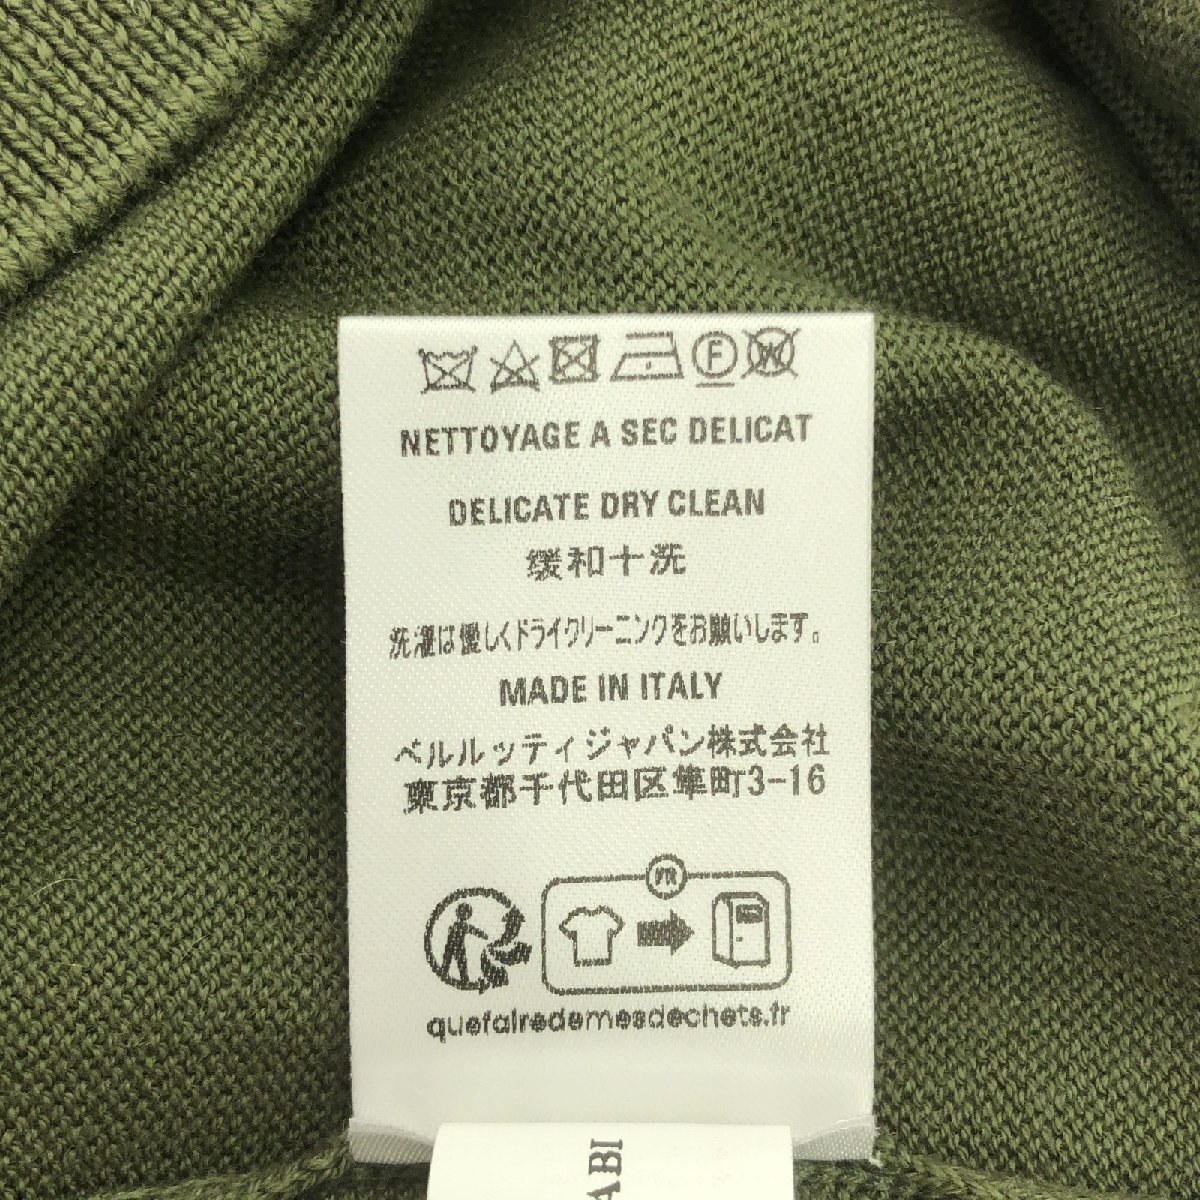 F W
NETTOYAGE A SEC DELICAT
DELICATE DRY CLEAN
缓和十洗
洗濯は優しくドライクリーニングをお願いします。
MADE IN ITALY
ベルルッティジャパン株式会社
東京都千代田区隼町3-16
FR
quefairedemesdechets.fr
ABI